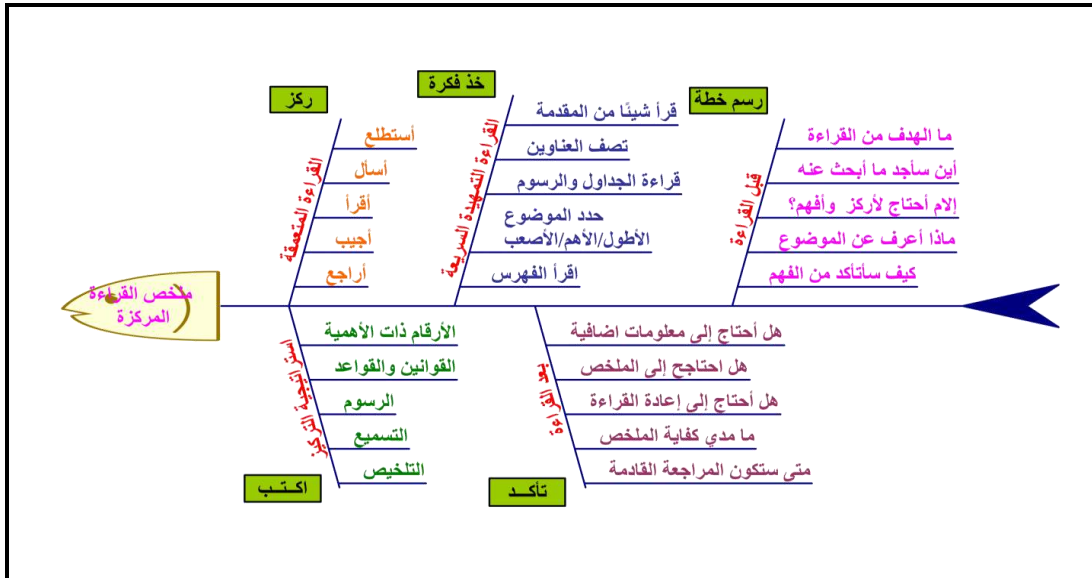 رسم خطة
قبل القراءة
ما الهدف من القراءة
أين سأجد ما أبحث عنه
إلام أحتاج لأركز وأفهم؟
ماذا أعرف عن الموضوع
كيف سأتأكد من الفهم
خذ فكرة
القراءة التمهيدة السريعة
قرأ شيئًا من المقدمة
تصف العناوين
قراءة الجداول والرسوم
حدد الموضوع
الأطول/الأهم/الأصعب
اقرأ الفهرس
ركز
القراءة المتعمقة
أستطلع
أسأل
أقرأ
أجيب
أراجع
ملخص القراءة
المركزة
بعد القراءة
هل أحتاج إلى معلومات اضافية
هل احتاجح إلى الملخص
هل أحتاج إلى إعادة القراءة
ما مدي كفاية الملخص
متى ستكون المراجعة القادمة
تأكــد
استراتيجية التركيز
الأرقام ذات الأهمية
القوانين والقواعد
الرسوم
التسميع
التلخيص
اكـتـب